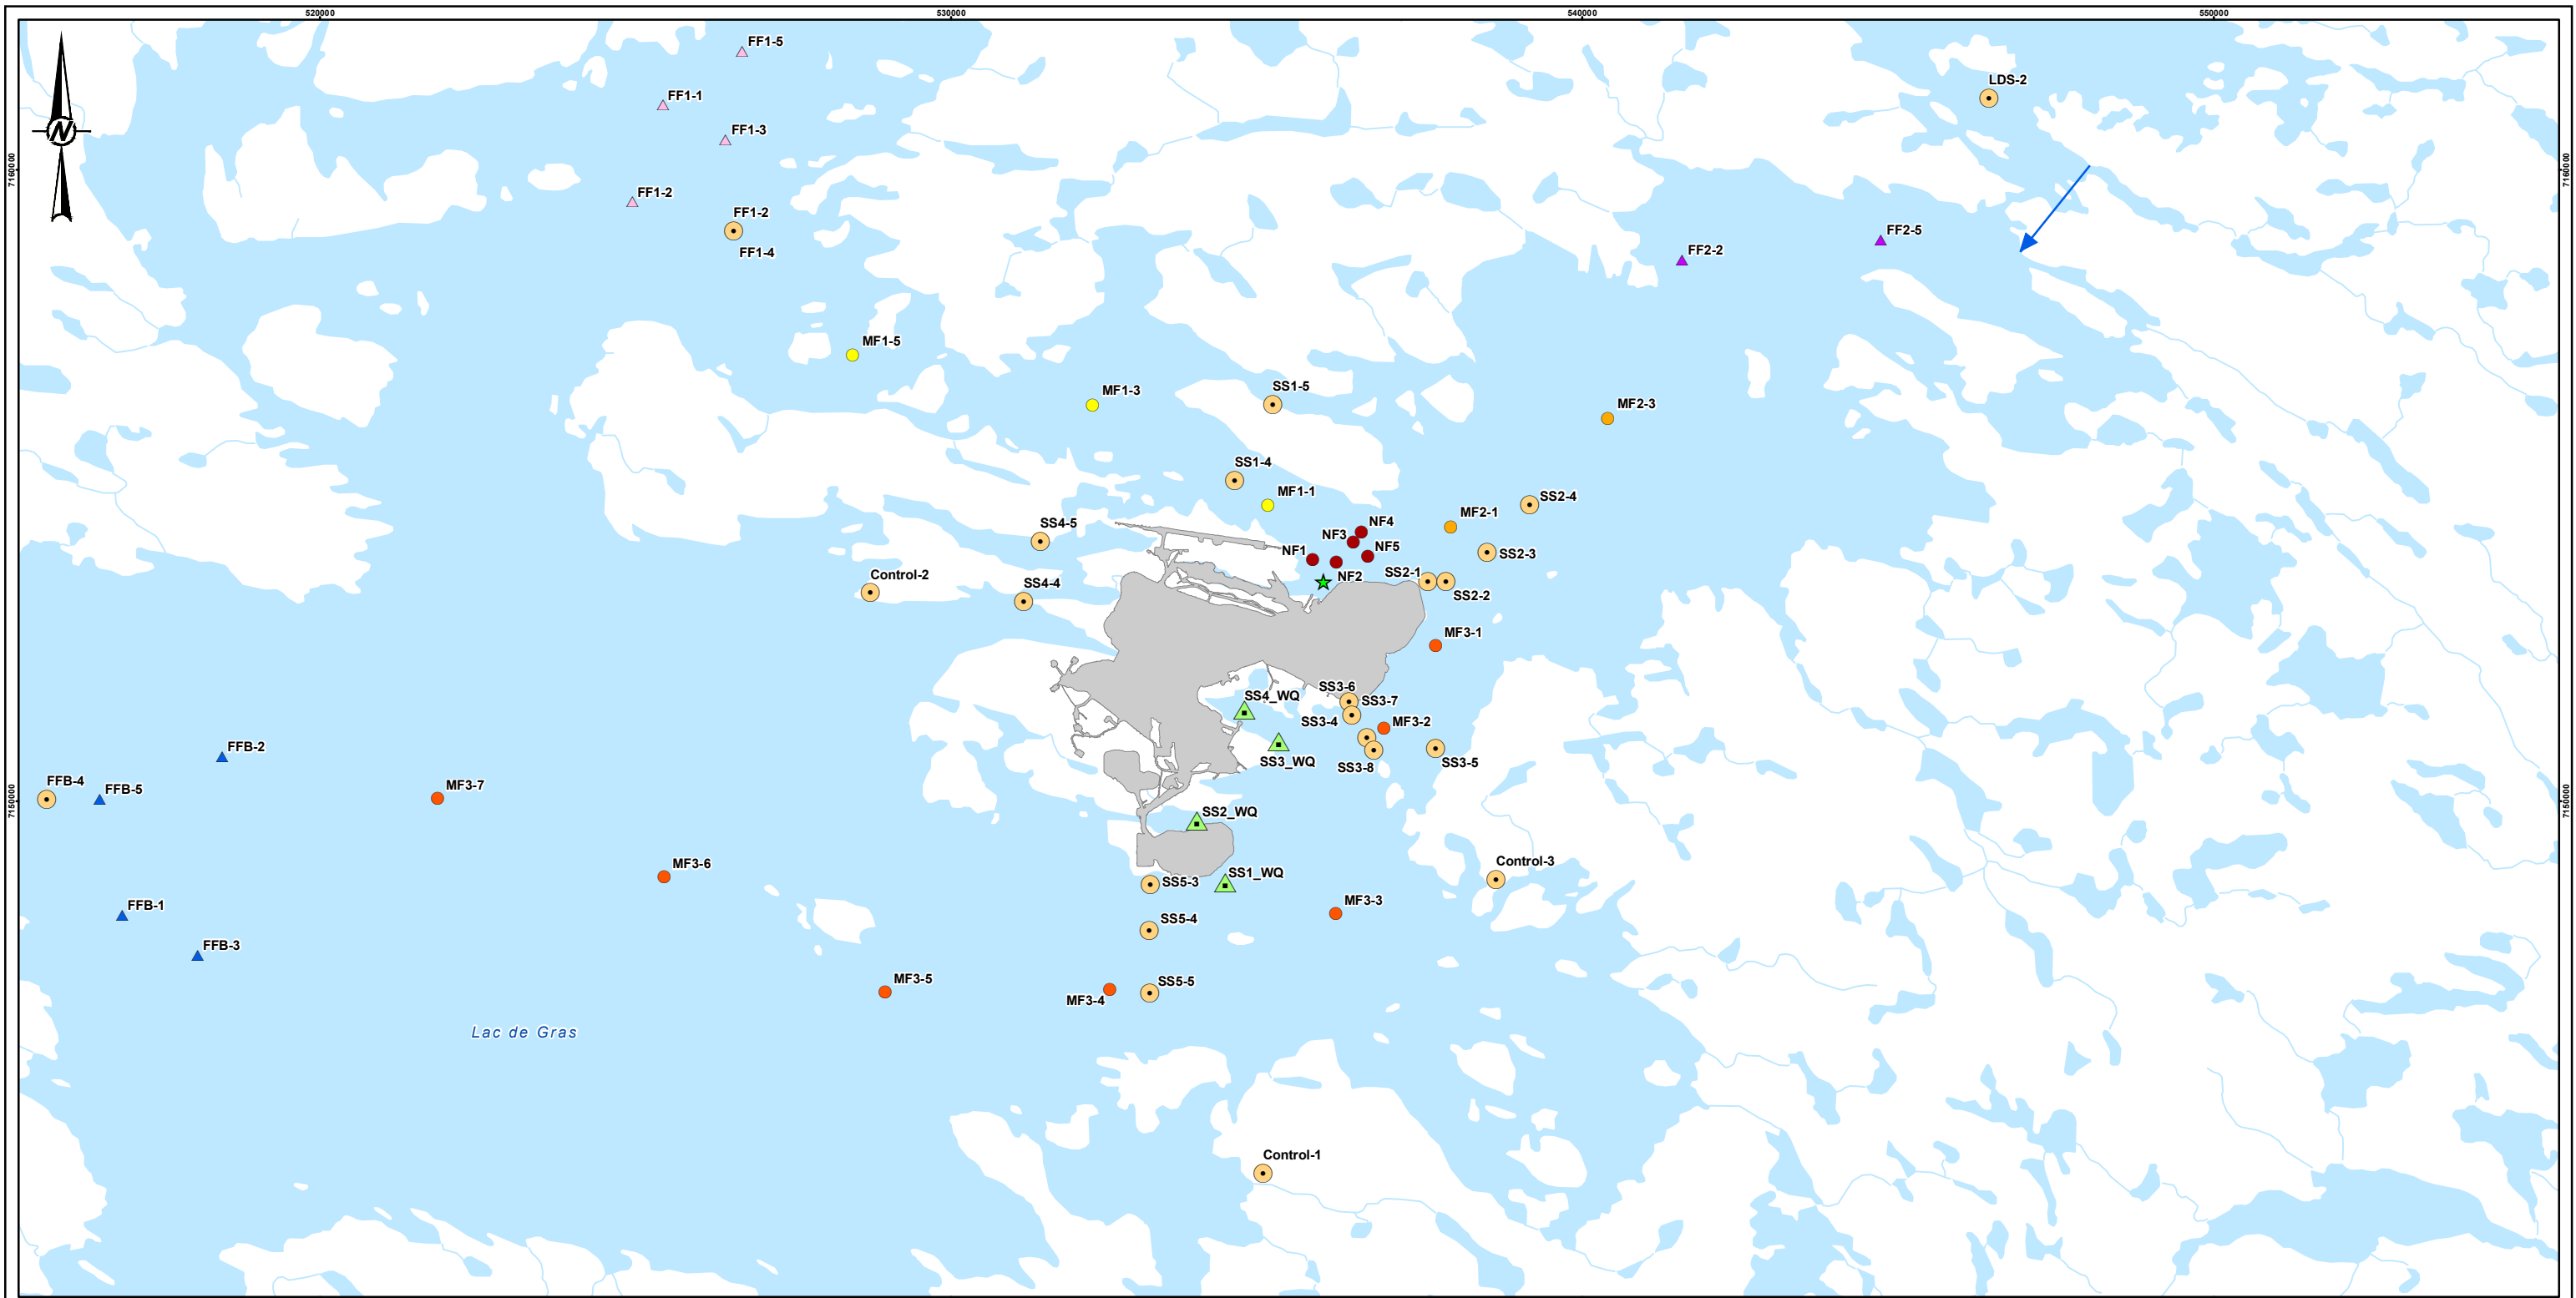 520000
530000
540000
550000
N
7160000
7160000
7150000
7150000
FF1-5
LDS-2
FF1-1
FF1-3
FF1-2
FF1-2
FF1-4
FF2-5
FF2-2
MF1-5
MF1-3
SS1-5
MF2-3
SS1-4
MF1-1
SS2-4
MF2-1
SS4-5
NF4
NF3
NF5
NF1
SS2-3
NF2
SS2-1
SS2-2
Control-2
SS4-4
MF3-1
SS3-6
SS4_WQ
SS3-7
SS3-4
MF3-2
SS3_WQ
SS3-8
SS3-5
FFB-2
FFB-4
FFB-5
MF3-7
SS2_WQ
MF3-6
Control-3
SS1_WQ
SS5-3
MF3-3
FFB-1
SS5-4
FFB-3
MF3-5
SS5-5
MF3-4
Lac de Gras
Control-1